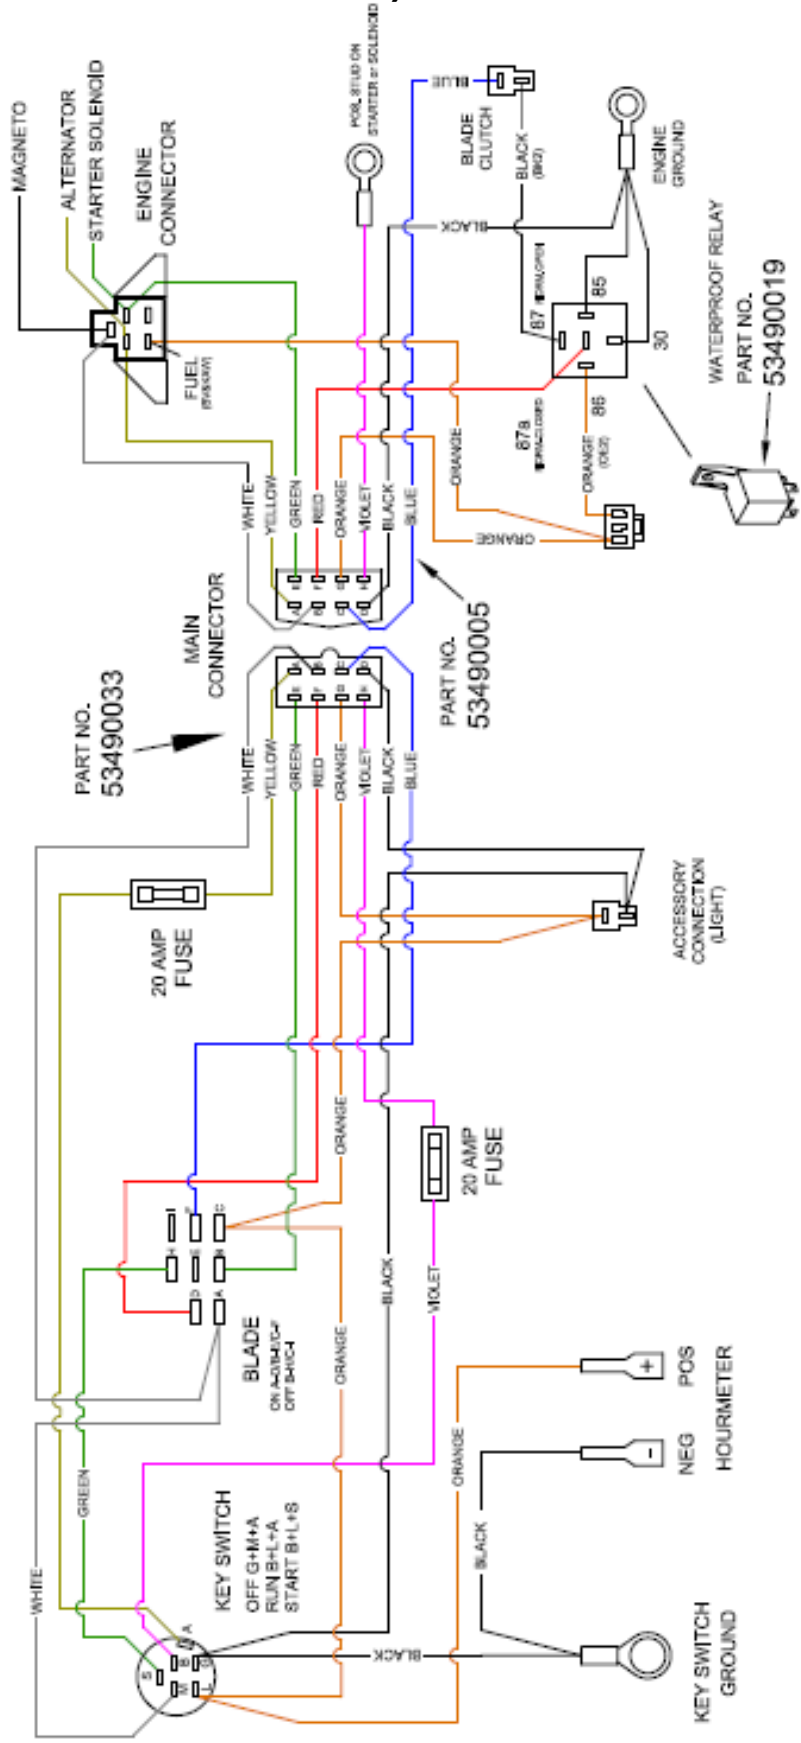 MAGNETO
ALTERNATOR
STARTER SOLENOID
ENGINE
CONNECTOR
POS. STUD ON
STARTER or SOLENOID
BLUE
BLADE
CLUTCH
BLACK
(BK2)
ENGINE
GROUND
BLACK
FUEL
87
85
30
86
87a
WATERPROOF RELAY
PART NO.
53490019
ORANGE
ORANGE
(OE2)
ORANGE
WHITE
YELLOW
GREEN
RED
ORANGE
VIOLET
BLACK
BLUE
A
B
C
D
E
F
G
H
MAIN
CONNECTOR
PART NO.
53490033
PART NO.
53490005
WHITE
YELLOW
GREEN
RED
ORANGE
VIOLET
BLACK
BLUE
20 AMP
FUSE
ACCESSORY
CONNECTION
(LIGHT)
ORANGE
20 AMP
FUSE
I
F
C
H
E
B
D
A
BLADE
ON A-D/B-E/C-F
OFF B-H/C-I
BLACK
VIOLET
ORANGE
ORANGE
GREEN
WHITE
KEY SWITCH
OFF G+M+A
RUN B+L+A
START B+L+S
S
A
B
G
M
L
BLACK
BLACK
+
POS
-
NEG
HOURMETER
KEY SWITCH
GROUND